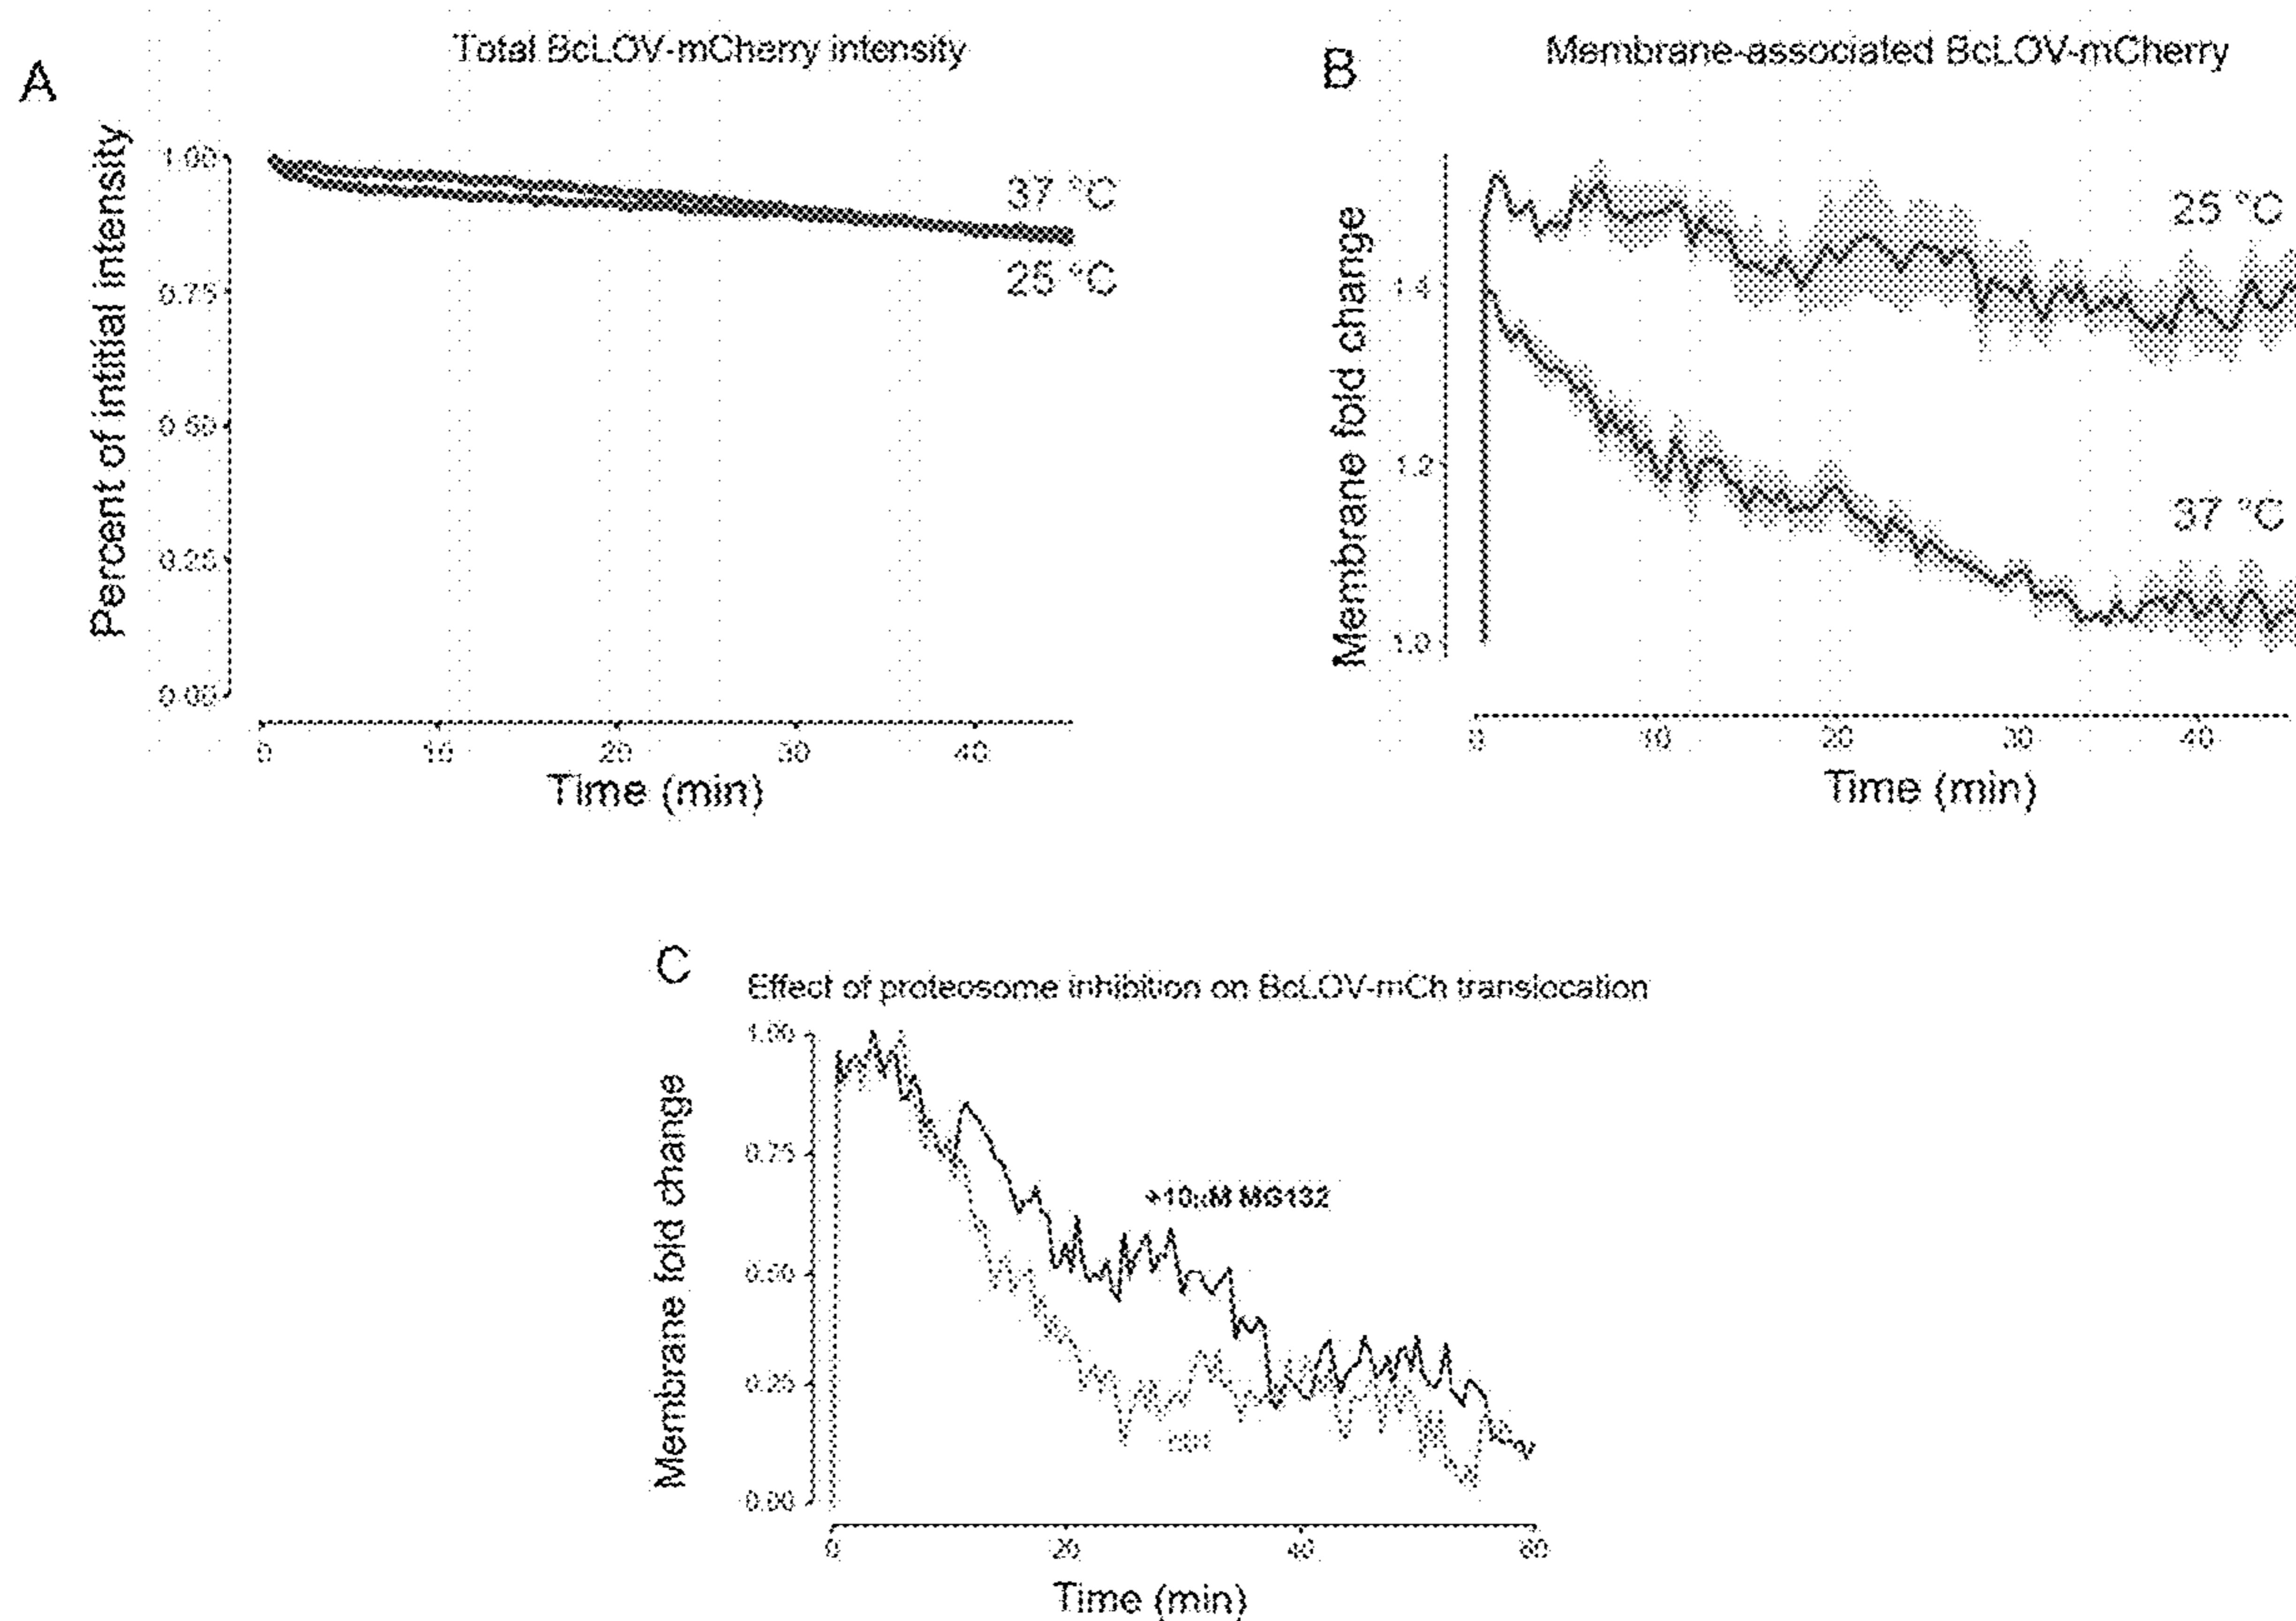 A
Total BcLOV-mCherry intensity
Percent of intitial intensity
1.00
0.75
0.50
0.25
0.00
37 °C
25 °C
0 10 20 30 40
Time (min)
B
Membrane-associated BcLOV-mCherry
Membrane fold change
1.4
1.2
1.0
25 °C
37 °C
0 10 20 30 40
Time (min)
C
Effect of proteosome inhibition on BcLOV-mCh translocation
Membrane fold change
1.00
0.75
0.50
0.25
0.00
+10μM MG132
0 20 40 60
Time (min)